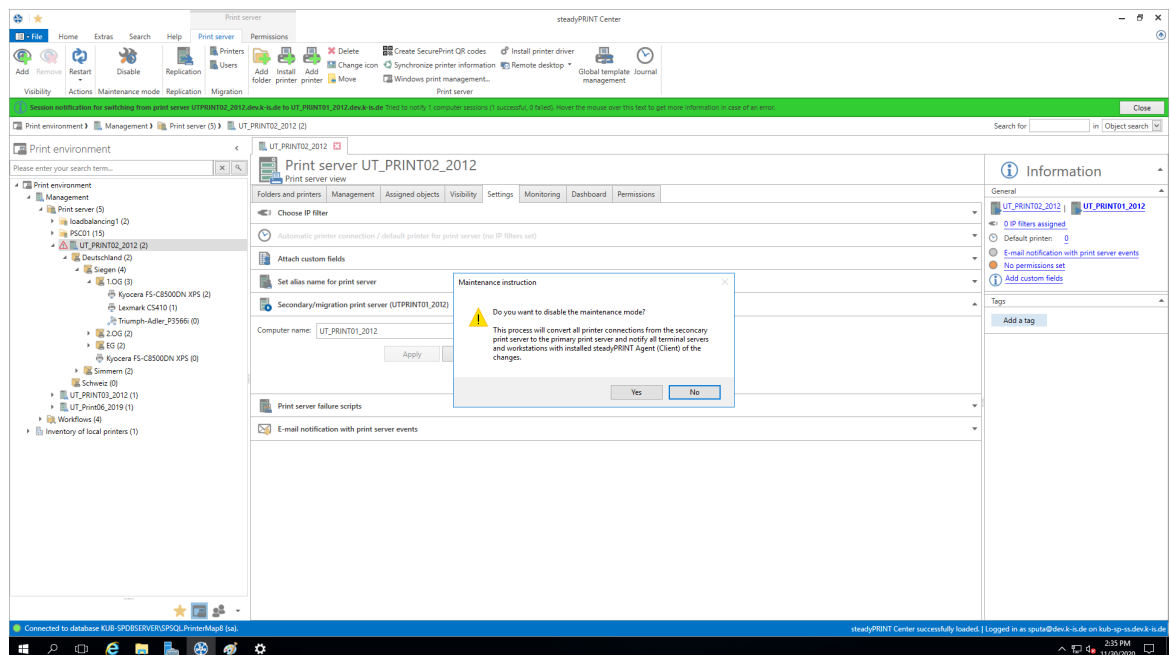 Print server
steadyPRINT Center
File Home Extras Search Help Print server Permissions
Add Remove Restart Disable Replication Printers Users
Add folder Install printer Add printer Delete Change icon Move
Create SecurePrint QR codes Synchronize printer information Windows print management...
Install printer driver Remote desktop Global template management Journal
Visibility Actions Maintenance mode Replication Migration Print server
Session notification for switching from print server UTPRINT02_2012.dev.k-is.de to UT_PRINT01_2012.dev.k-is.de Tried to notify 1 computer sessions (1 successful, 0 failed). Hover the mouse over this text to get more information in case of an error. Close
Print environment Management Print server (5) UT_PRINT02_2012 (2) Search for in Object search
Print environment
Please enter your search term...
Print environment
Management
Print server (5)
loadbalancing1 (2)
PSC01 (15)
UT_PRINT02_2012 (2)
Deutschland (2)
Siegen (4)
1.OG (3)
Kyocera FS-C8500DN XPS (2)
Lexmark CS410 (1)
Triumph-Adler_P3566i (0)
2.OG (2)
EG (2)
Kyocera FS-C8500DN XPS (0)
Simmern (2)
Schweiz (0)
UT_PRINT03_2012 (1)
UT_Print06_2019 (1)
Workflows (4)
Inventory of local printers (1)
UT_PRINT02_2012
Print server UT_PRINT02_2012
Print server view
Folders and printers Management Assigned objects Visibility Settings Monitoring Dashboard Permissions
Choose IP filter
Automatic printer connection / default printer for print server (no IP filters set)
Attach custom fields
Set alias name for print server
Secondary/migration print server (UTPRINT01_2012)
Computer name: UT_PRINT01_2012
Apply
Print server failure scripts
E-mail notification with print server events
Maintenance instruction
Do you want to disable the maintenance mode?
This process will convert all printer connections from the seconcary
print server to the primary print server and notify all terminal servers
and workstations with installed steadyPRINT Agent (Client) of the
changes.
Yes No
Information
General
UT_PRINT02_2012 | UT_PRINT01_2012
0 IP filters assigned
Default printer: 0
E-mail notification with print server events
No permissions set
Add custom fields
Tags
Add a tag
Connected to database KUB-SPDBSERVER\SPSQL.PrinterMap8 (sa). steadyPRINT Center successfully loaded. | Logged in as sputa@dev.k-is.de on kub-sp-ss.dev.k-is.de
2:35 PM
11/30/2020